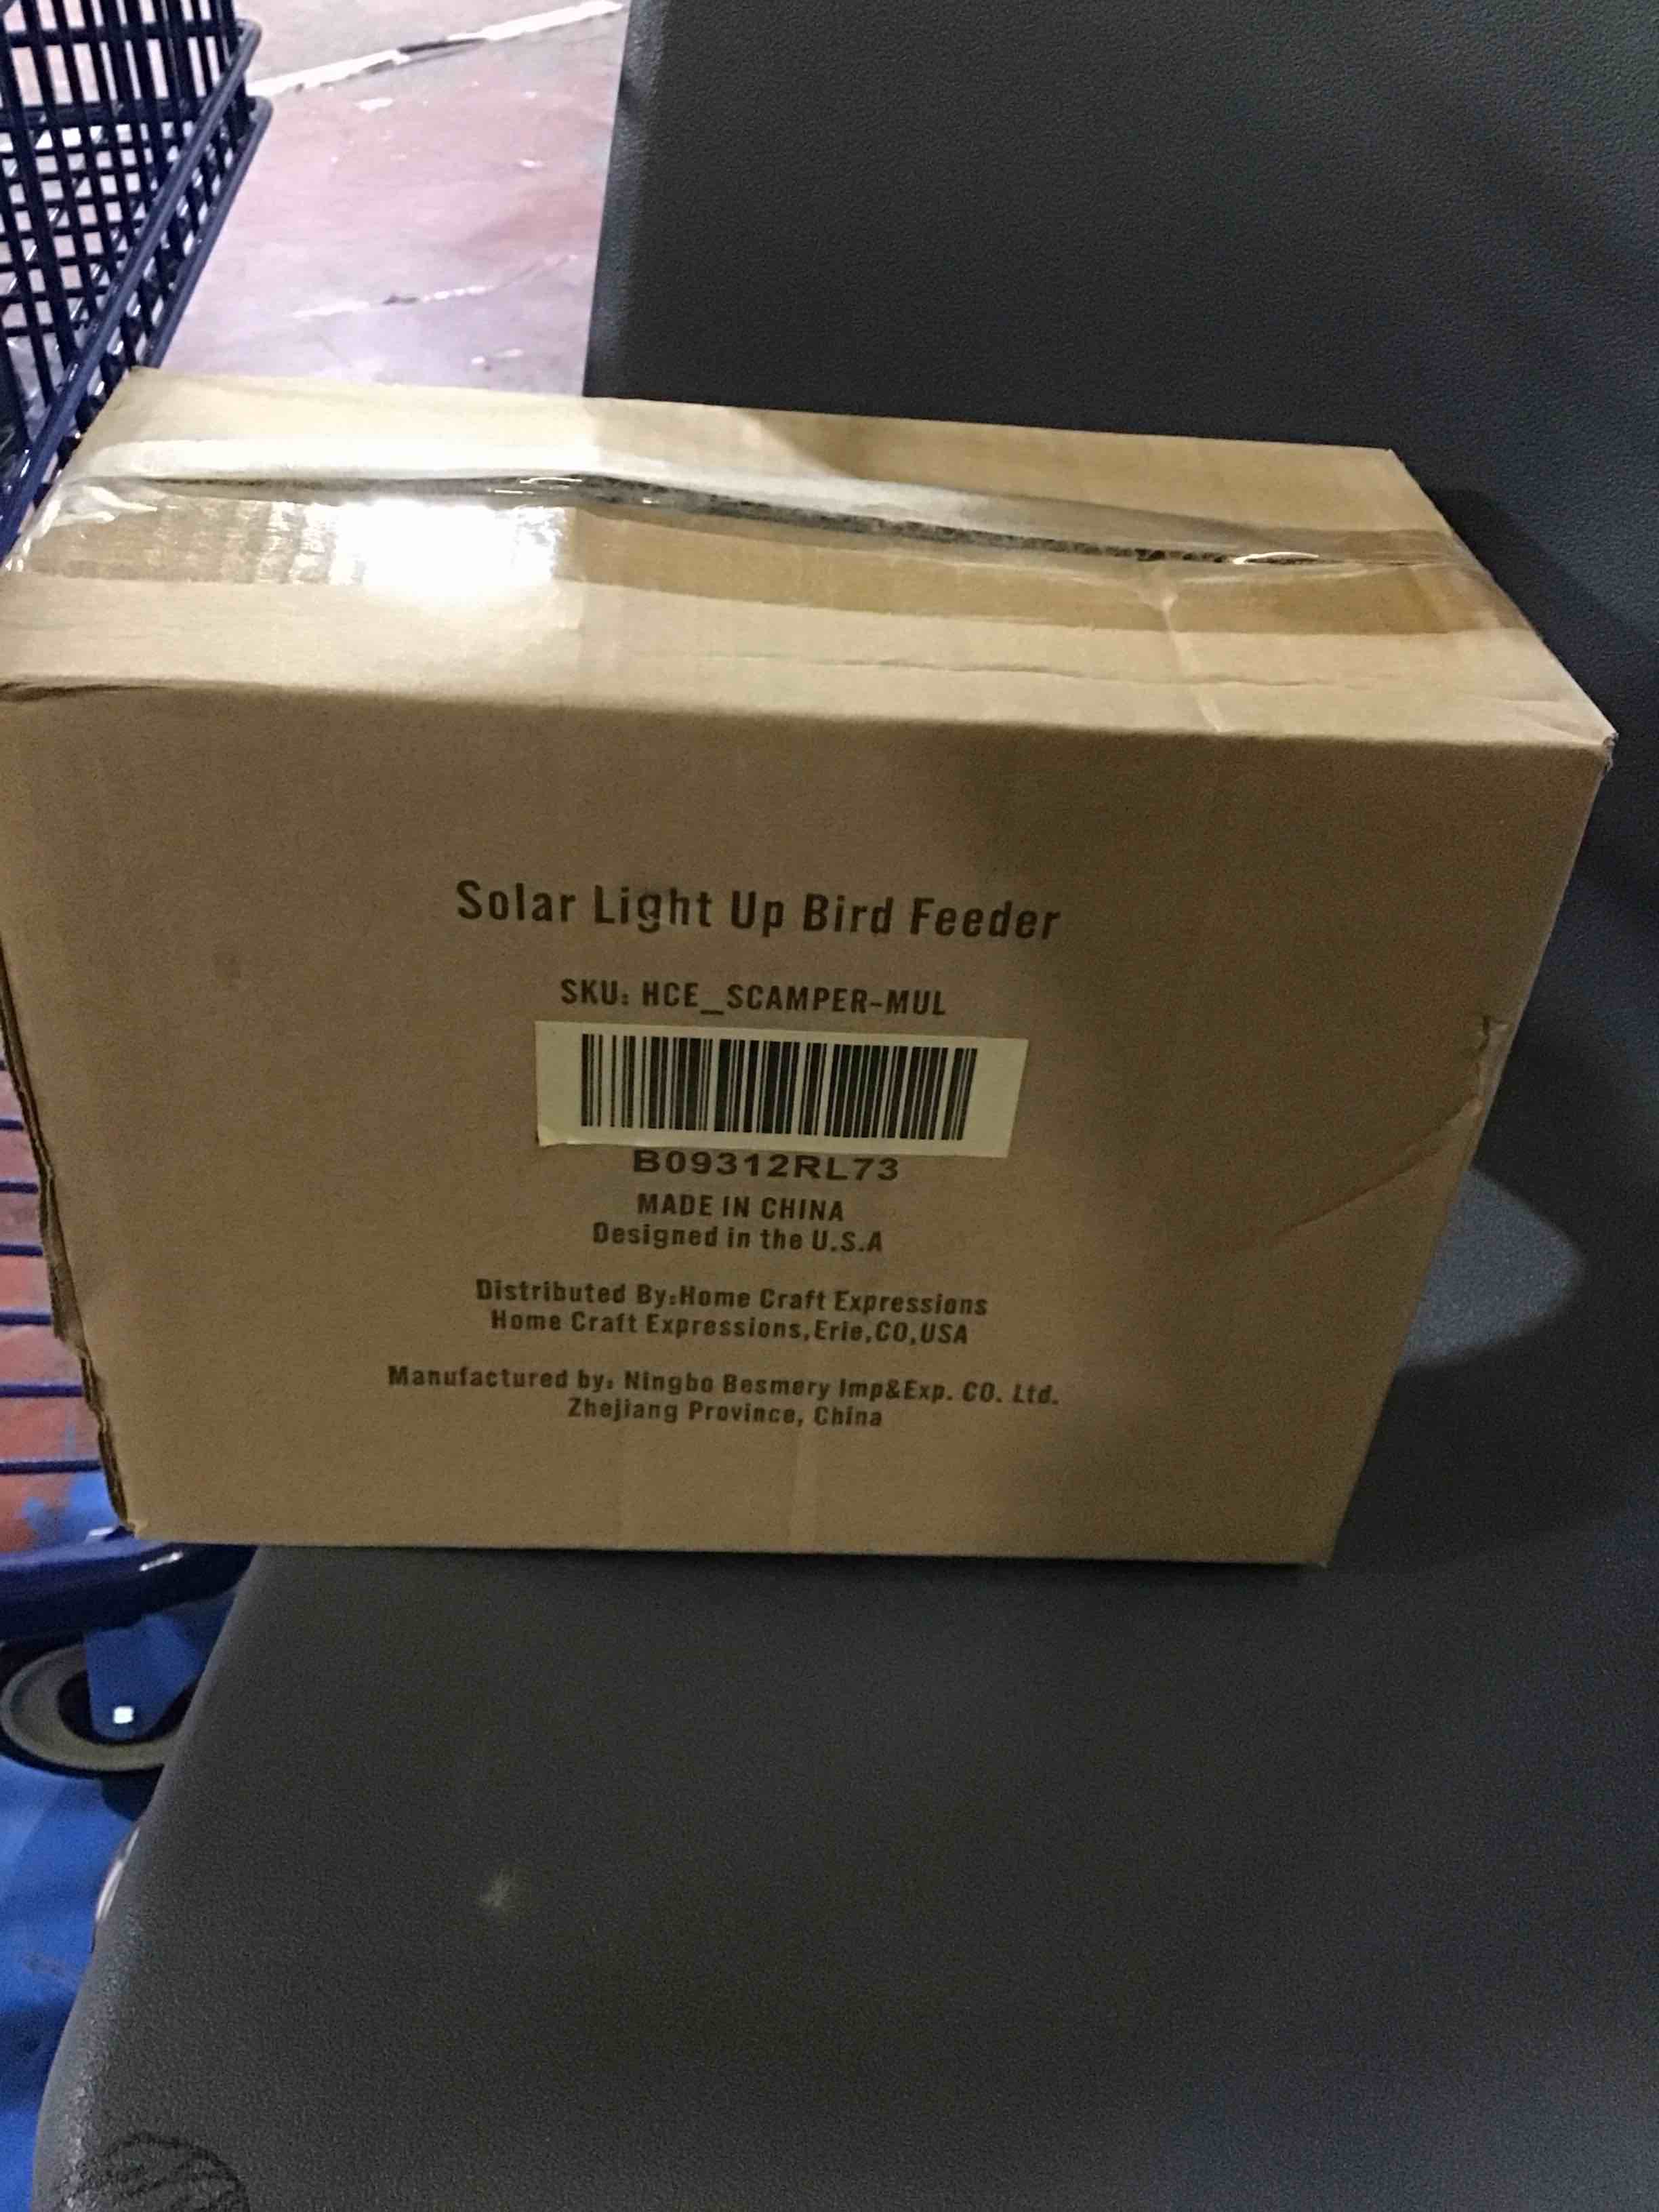 Solar Light Up Bird Feeder
SKU: HCE_SCAMPER-MUL
B09312RL73
MADE IN CHINA
Designed in the U.S.A
Distributed By:Home Craft Expressions
Home Craft Expressions,Erie,CO,USA
Manufactured by: Ningbo Besmery Imp&Exp. CO. Ltd.
Zhejiang Province, China